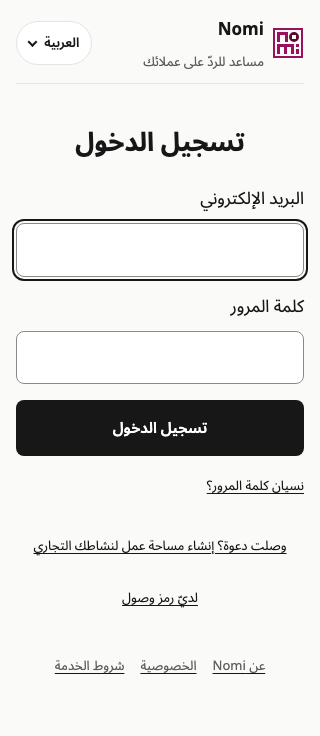 Nomi
مساعد للردّ على عملائك
العربية
تسجيل الدخول
البريد الإلكتروني
كلمة المرور
تسجيل الدخول
نسيان كلمة المرور؟
وصلت دعوة؟ إنشاء مساحة عمل لنشاطك التجاري
لديّ رمز وصول
عن Nomi الخصوصية شروط الخدمة